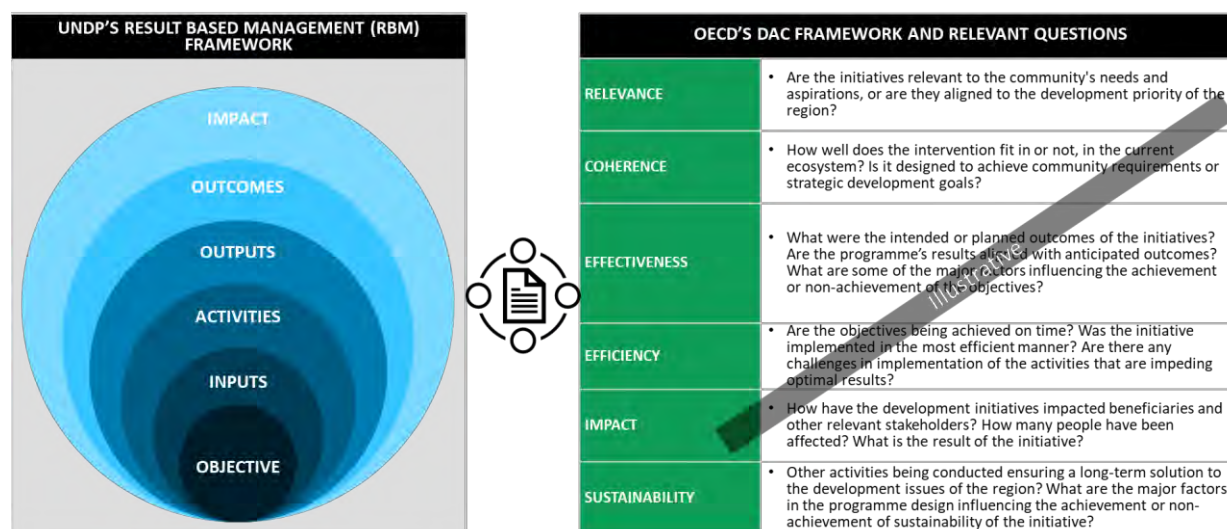 UNDP'S RESULT BASED MANAGEMENT (RBM)
FRAMEWORK
IMPACT
OUTCOMES
OUTPUTS
ACTIVITIES
INPUTS
OBJECTIVE
OECD'S DAC FRAMEWORK AND RELEVANT QUESTIONS
RELEVANCE
• Are the initiatives relevant to the community's needs and
aspirations, or are they aligned to the development priority of the
region?
COHERENCE
• How well does the intervention fit in or not, in the current
ecosystem? Is it designed to achieve community requirements or
strategic development goals?
EFFECTIVENESS
• What were the intended or planned outcomes of the initiatives?
Are the programme's results aligned with anticipated outcomes?
What are some of the major factors influencing the achievement
or non-achievement of the objectives?
EFFICIENCY
• Are the objectives being achieved on time? Was the initiative
implemented in the most efficient manner? Are there any
challenges in implementation of the activities that are impeding
optimal results?
IMPACT
• How have the development initiatives impacted beneficiaries and
other relevant stakeholders? How many people have been
affected? What is the result of the initiative?
SUSTAINABILITY
• Other activities being conducted ensuring a long-term solution to
the development issues of the region? What are the major factors
in the programme design influencing the achievement or non-
achievement of sustainability of the initiative?
Illustrative